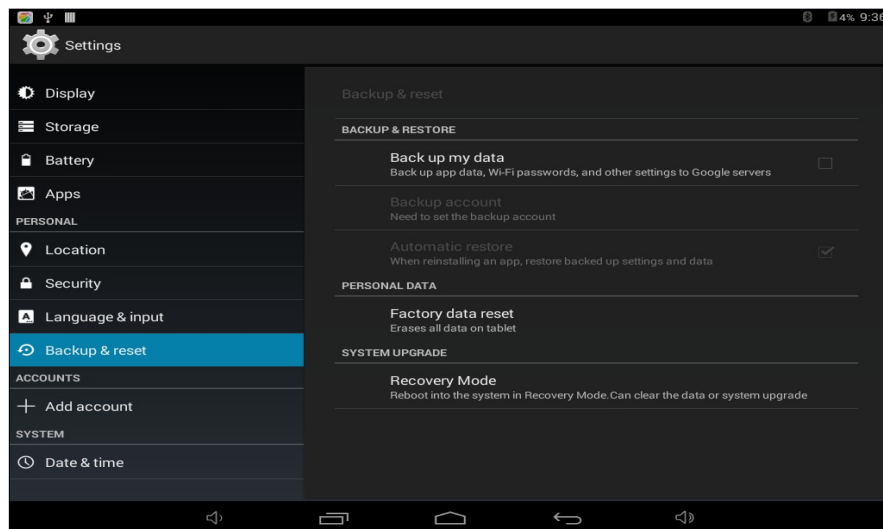 4% 9:36
Settings
Display
Storage
Battery
Apps
PERSONAL
Location
Security
Language & input
Backup & reset
ACCOUNTS
Add account
SYSTEM
Date & time
Backup & reset
BACKUP & RESTORE
Back up my data
Back up app data, Wi-Fi passwords, and other settings to Google servers
Backup account
Need to set the backup account
Automatic restore
When reinstalling an app, restore backed up settings and data
PERSONAL DATA
Factory data reset
Erases all data on tablet
SYSTEM UPGRADE
Recovery Mode
Reboot into the system in Recovery Mode.Can clear the data or system upgrade